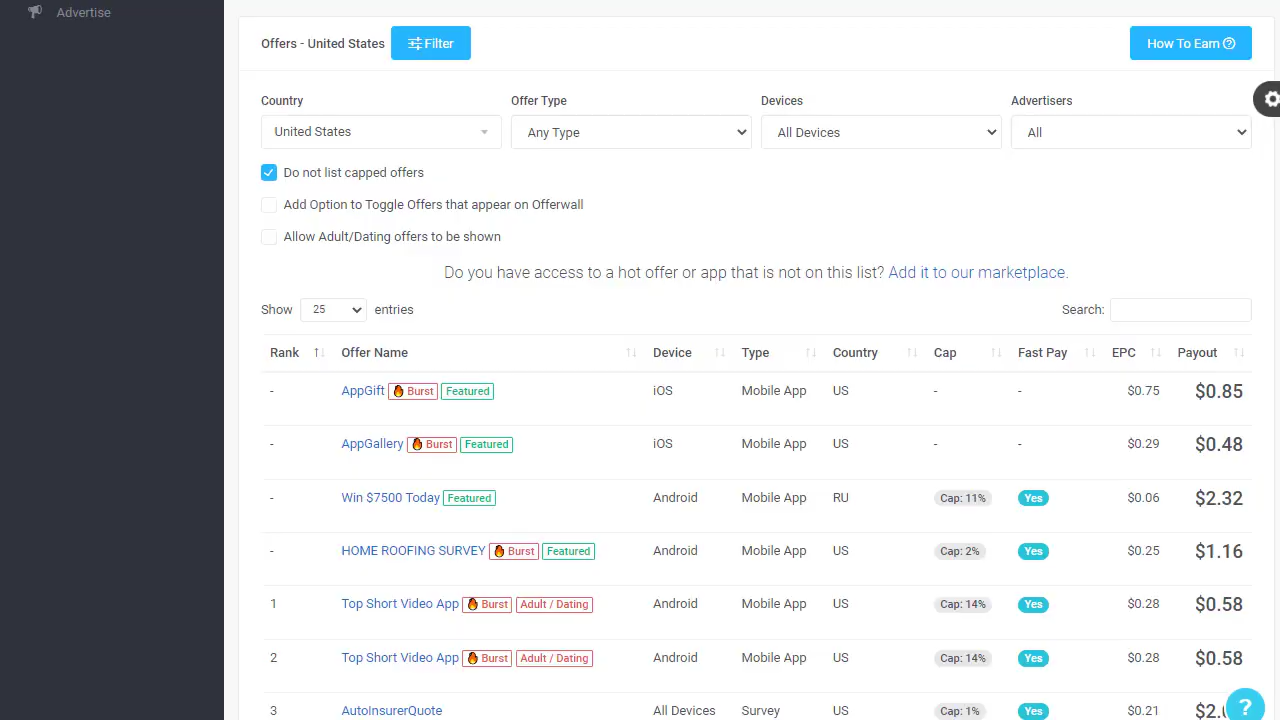 Advertise
Offers - United States Filter How To Earn
Country Offer Type Devices Advertisers
United States Any Type All Devices All
Do not list capped offers
Add Option to Toggle Offers that appear on Offerwall
Allow Adult/Dating offers to be shown
Do you have access to a hot offer or app that is not on this list? Add it to our marketplace.
Show 25 entries Search:
Rank Offer Name Device Type Country Cap Fast Pay EPC Payout
- AppGift Burst Featured iOS Mobile App US - - $0.75 $0.85
- AppGallery Burst Featured iOS Mobile App US - - $0.29 $0.48
- Win $7500 Today Featured Android Mobile App RU Cap: 11% Yes $0.06 $2.32
- HOME ROOFING SURVEY Burst Featured Android Mobile App US Cap: 2% Yes $0.25 $1.16
1 Top Short Video App Burst Adult / Dating Android Mobile App US Cap: 14% Yes $0.28 $0.58
2 Top Short Video App Burst Adult / Dating Android Mobile App US Cap: 14% Yes $0.28 $0.58
3 AutoInsurerQuote All Devices Survey US Cap: 1% Yes $0.21